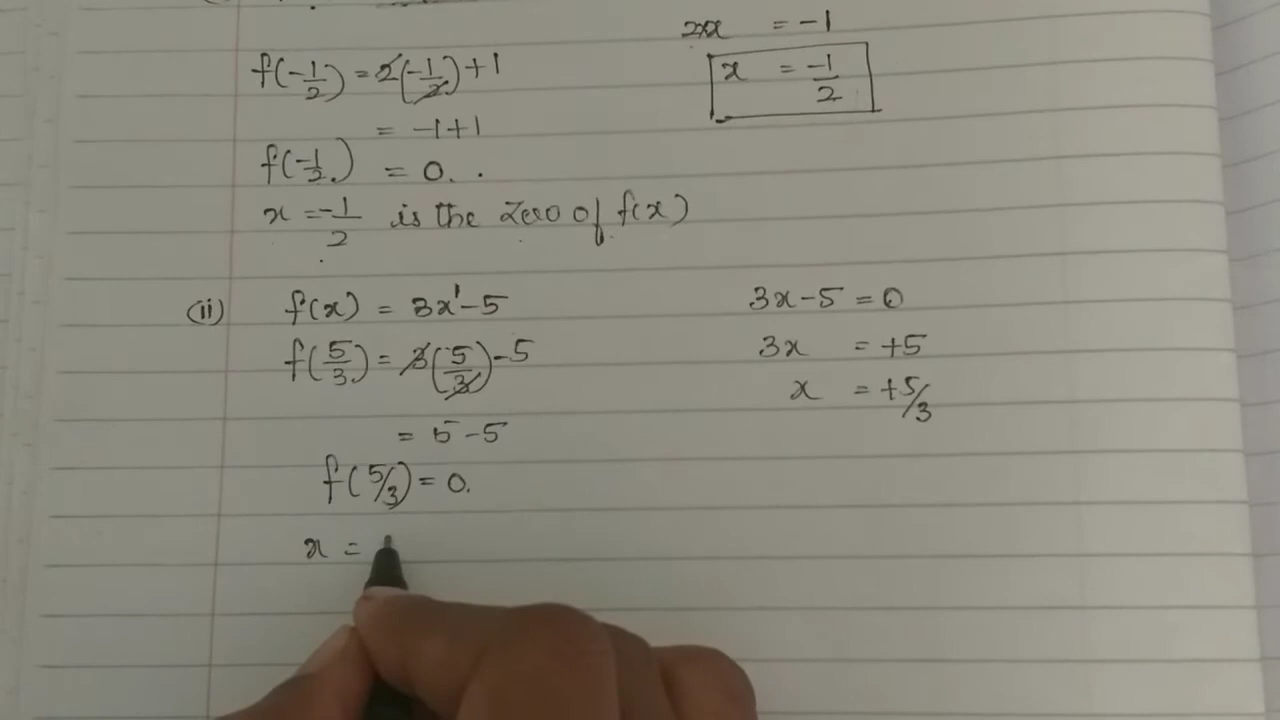 2x = -1
f(-1/2) = 2(-1/2)+1
x = -1/2
= -1+1
f(-1/2) = 0.
x = -1/2 is the zero of f(x)
(ii) f(x) = 3x¹-5
3x-5 = 0
f(5/3) = 3(5/3)-5
3x = +5
x = +5/3
= 5-5
f(5/3) = 0.
x =